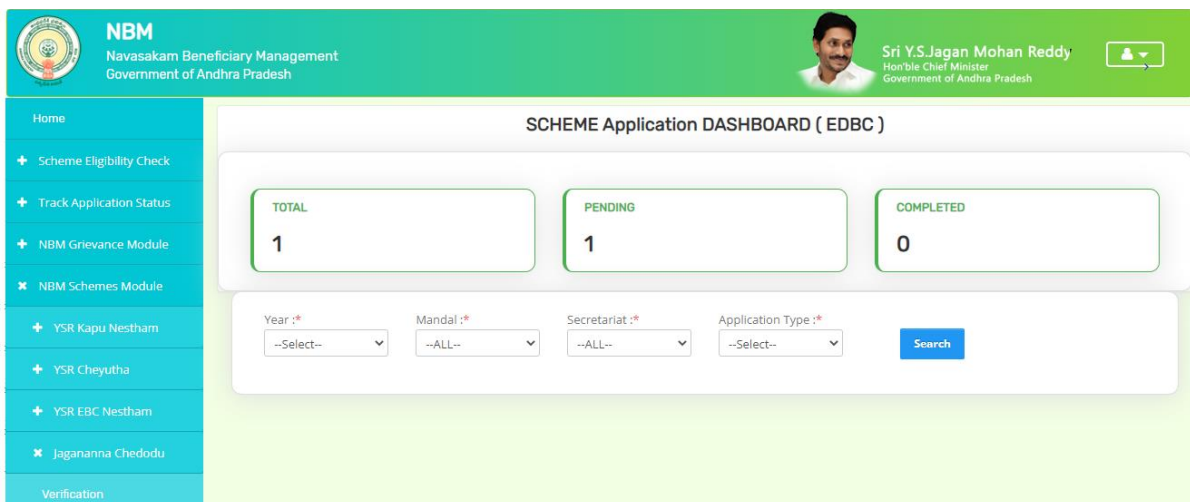 NBM
Navasakam Beneficiary Management
Government of Andhra Pradesh
Sri Y.S.Jagan Mohan Reddy
Hon'ble Chief Minister
Government of Andhra Pradesh
Home
Scheme Eligibility Check
Track Application Status
NBM Grievance Module
NBM Schemes Module
YSR Kapu Nestham
YSR Cheyutha
YSR EBC Nestham
Jagananna Chedodu
Verification
SCHEME Application DASHBOARD ( EDBC )
TOTAL
1
PENDING
1
COMPLETED
0
Year :* Mandal :* Secretariat :* Application Type :*
--Select-- --ALL-- --ALL-- --Select-- Search